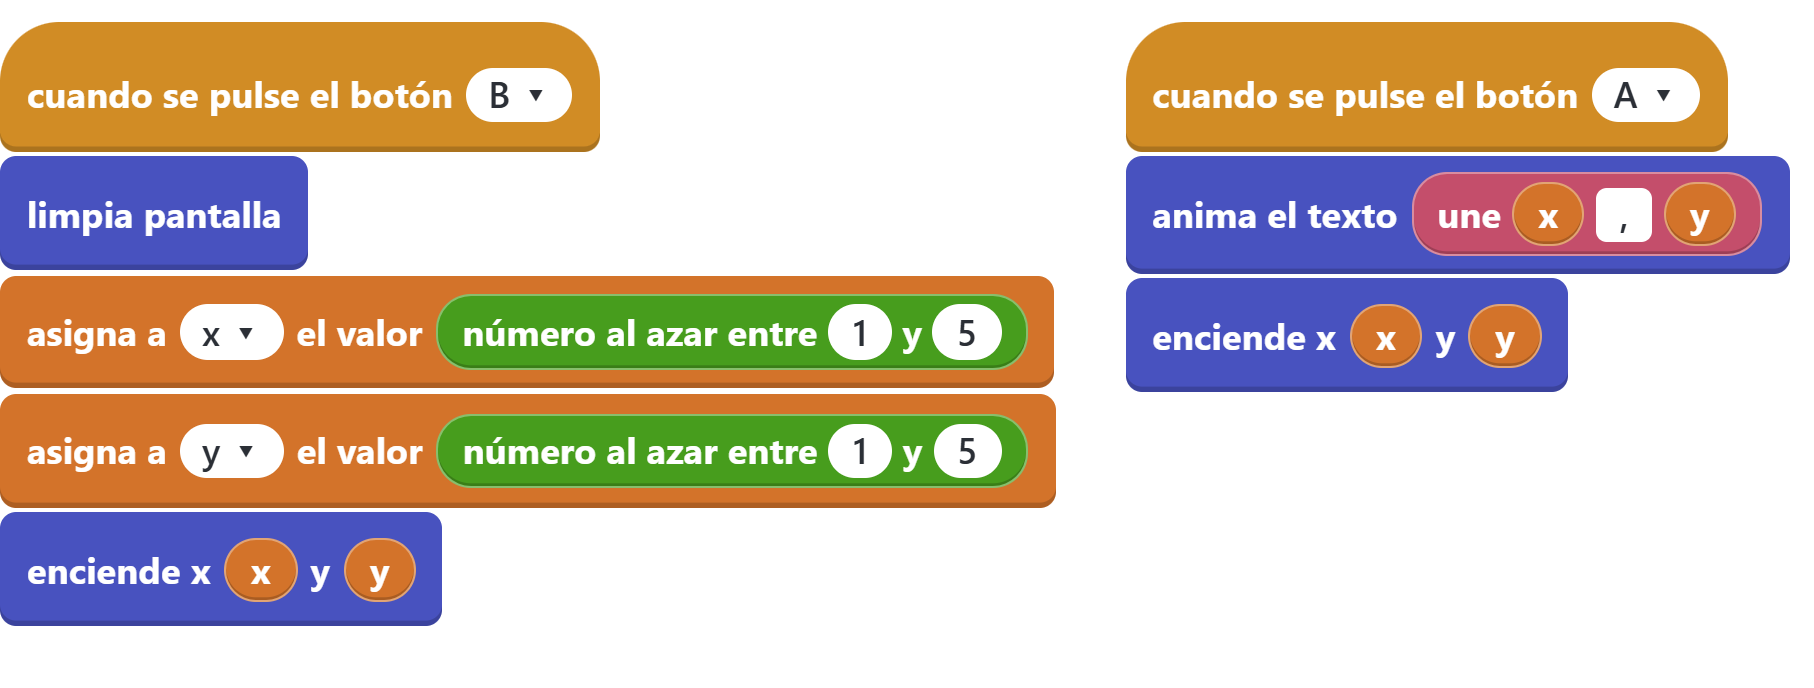 cuando se pulse el botón B
limpia pantalla
asigna a x el valor número al azar entre 1 y 5
asigna a y el valor número al azar entre 1 y 5
enciende x x y y
cuando se pulse el botón A
anima el texto une x , y
enciende x x y y